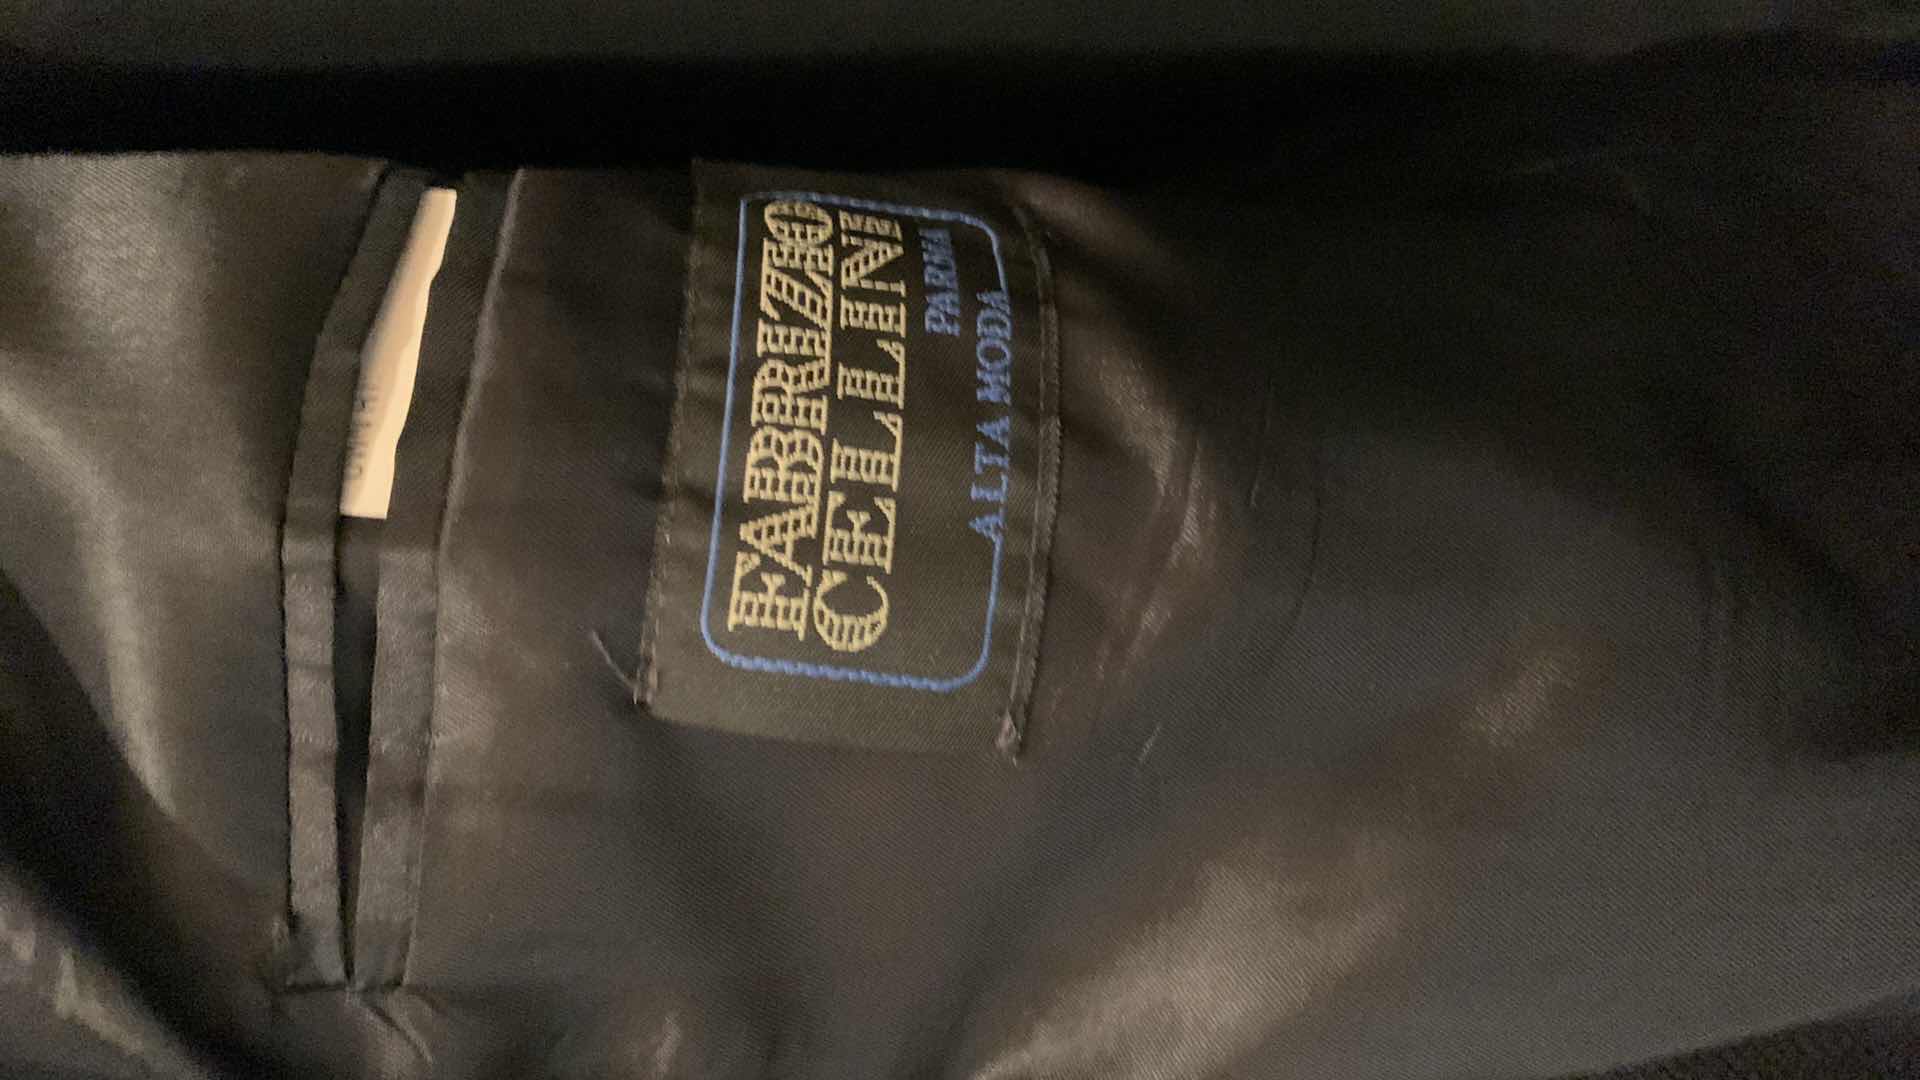 FABRIZIO
CELLINI
PARMA
ALTA MODA